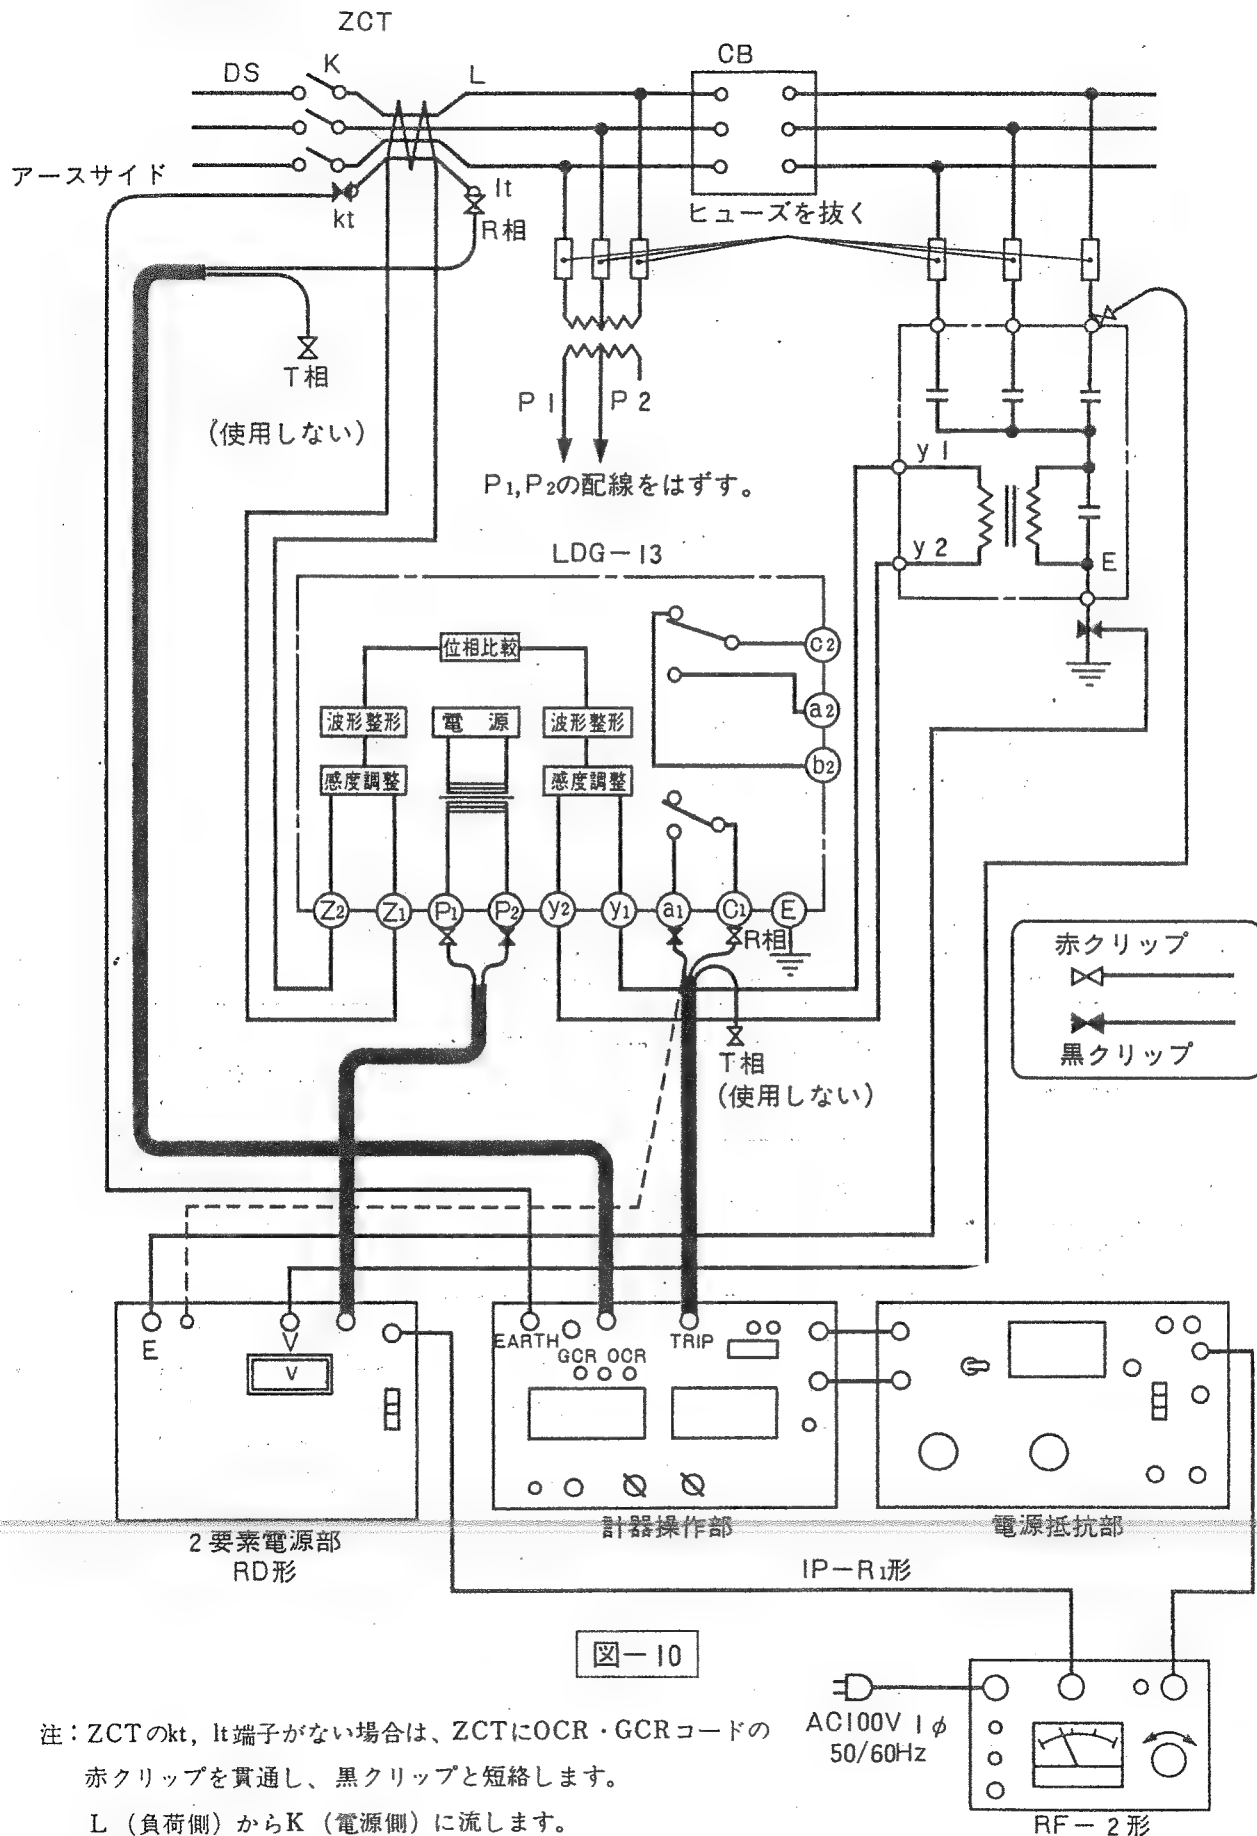 ZCT
CB
DS
K
L
アースサイド
kt
lt
R相
ヒューズを抜く
T相
(使用しない)
P1
P2
P1,P2の配線をはずす。
y1
y2
E
LDG-13
位相比較
c2
波形整形
電 源
波形整形
a2
感度調整
感度調整
b2
Z2
Z1
P1
P2
y2
y1
a1
C1
E
R相
T相
(使用しない)
赤クリップ
黒クリップ
E
V
V
EARTH
GCR OCR
TRIP
2要素電源部
RD形
計器操作部
電源抵抗部
IP-R1形
図-10
AC100V 1φ
50/60Hz
RF-2形
注:ZCTのkt, lt端子がない場合は、ZCTにOCR・GCRコードの
赤クリップを貫通し、黒クリップと短絡します。
L (負荷側) からK (電源側) に流します。